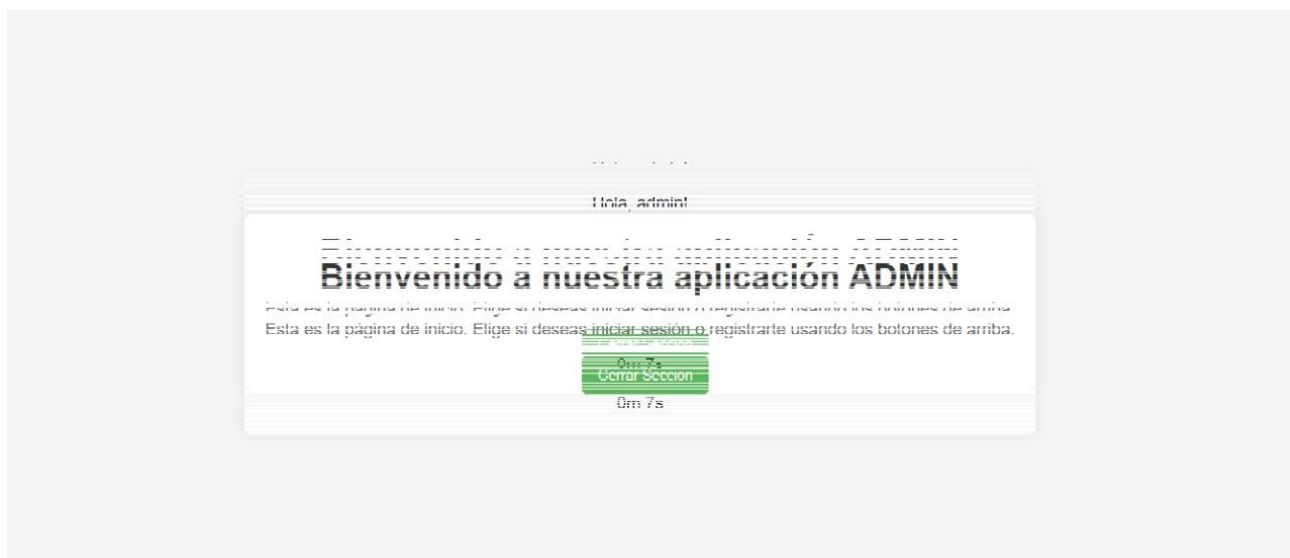 Hola, admin!
Bienvenido a nuestra aplicación ADMIN
Esta es la página de inicio. Elige si deseas iniciar sesión o registrarte usando los botones de arriba.
Cerrar Sección
0m 7s